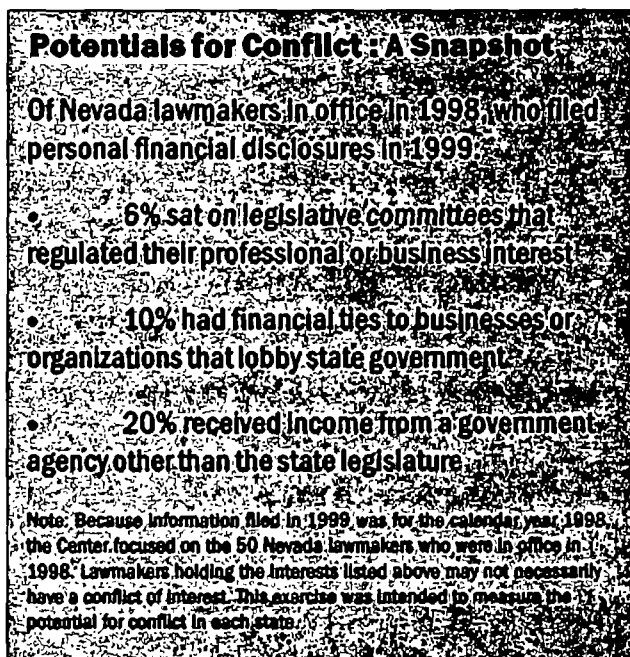 Potentials for Conflict : A Snapshot
Of Nevada lawmakers in office in 1998, who filed
personal financial disclosures in 1999:
• 6% sat on legislative committees that
regulated their professional or business interest.
• 10% had financial ties to businesses or
organizations that lobby state government.
• 20% received income from a government
agency other than the state legislature.
Note: Because information filed in 1999 was for the calendar year 1998,
the Center focused on the 50 Nevada lawmakers who were in office in
1998. Lawmakers holding the interests listed above may not necessarily
have a conflict of interest. This exercise was intended to measure the
potential for conflict in each state.